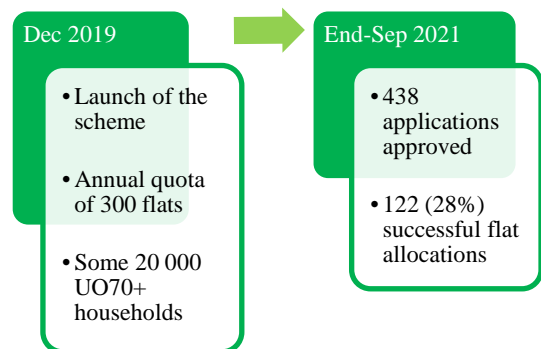 Dec 2019
• Launch of the
scheme
• Annual quota
of 300 flats
• Some 20 000
UO70+
households
End-Sep 2021
• 438
applications
approved
• 122 (28%)
successful flat
allocations